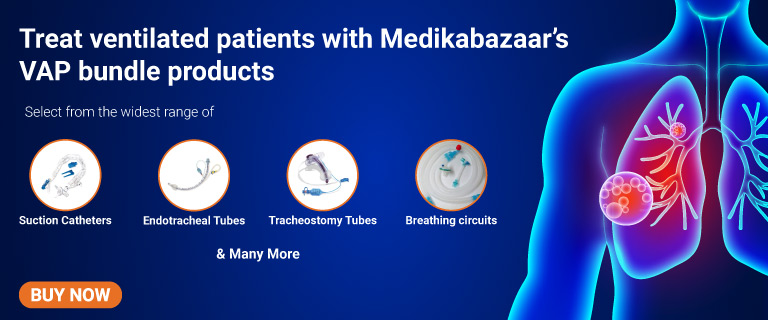 Treat ventilated patients with Medikabazaar's
VAP bundle products
Select from the widest range of
Suction Catheters
Endotracheal Tubes
Tracheostomy Tubes
Breathing circuits
& Many More
BUY NOW